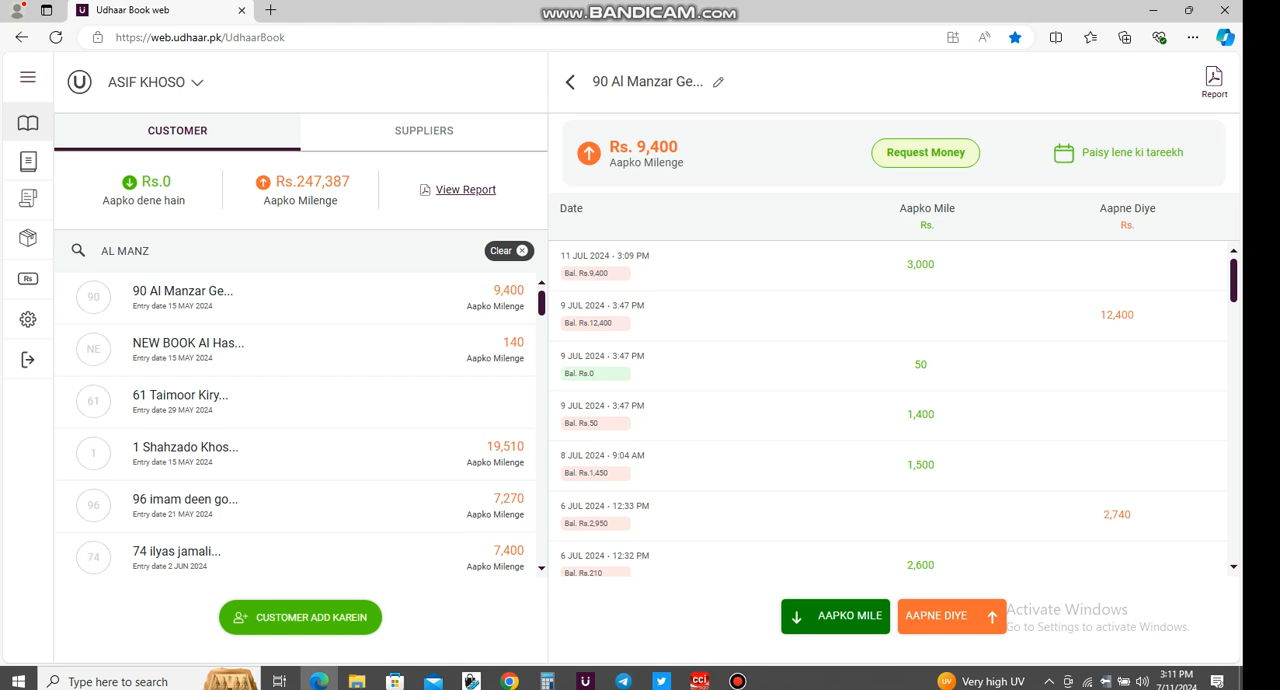 www.BANDICAM.com
Udhaar Book web
https://web.udhaar.pk/UdhaarBook
U ASIF KHOSO
CUSTOMER SUPPLIERS
Rs.0
Aapko dene hain
Rs.247,387
Aapko Milenge
View Report
AL MANZ
Clear
90
90 Al Manzar Ge...
Entry date 15 MAY 2024
9,400
Aapko Milenge
NE
NEW BOOK Al Has...
Entry date 15 MAY 2024
140
Aapko Milenge
61
61 Taimoor Kiry...
Entry date 29 MAY 2024
1
1 Shahzado Khos...
Entry date 15 MAY 2024
19,510
Aapko Milenge
96
96 imam deen go...
Entry date 21 MAY 2024
7,270
Aapko Milenge
74
74 ilyas jamali...
Entry date 2 JUN 2024
7,400
Aapko Milenge
CUSTOMER ADD KAREIN
Rs
90 Al Manzar Ge...
Report
Rs. 9,400
Aapko Milenge
Request Money
Paisy lene ki tareekh
Date Aapko Mile Aapne Diye
Rs. Rs.
11 JUL 2024 - 3:09 PM
Bal. Rs.9,400
3,000
9 JUL 2024 - 3:47 PM
Bal. Rs.12,400
12,400
9 JUL 2024 - 3:47 PM
Bal. Rs.0
50
9 JUL 2024 - 3:47 PM
Bal. Rs.50
1,400
8 JUL 2024 - 9:04 AM
Bal. Rs.1,450
1,500
6 JUL 2024 - 12:33 PM
Bal. Rs.2,950
2,740
6 JUL 2024 - 12:32 PM
Bal. Rs.210
2,600
AAPKO MILE AAPNE DIYE
Activate Windows
Go to Settings to activate Windows.
Type here to search
U
CCI
UV Very high UV
3:11 PM
7/11/2024